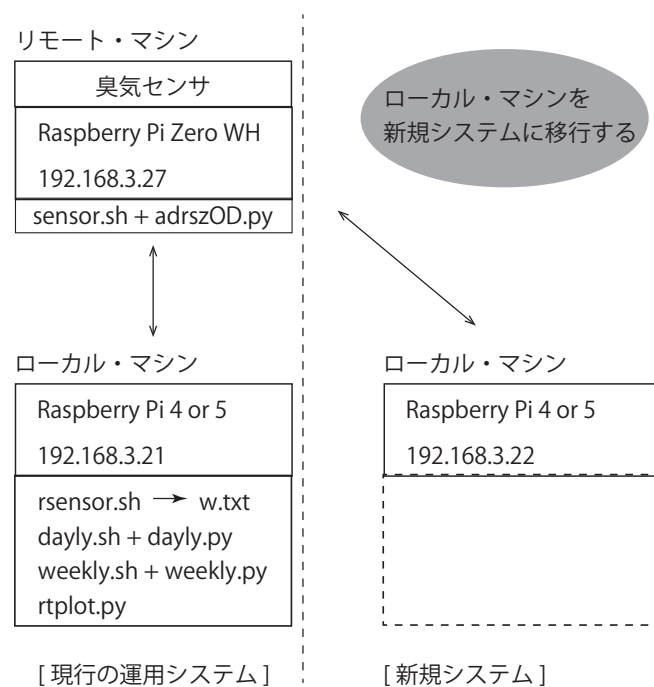 リモート・マシン
臭気センサ
Raspberry Pi Zero WH
192.168.3.27
sensor.sh + adrszOD.py
ローカル・マシンを
新規システムに移行する
ローカル・マシン
Raspberry Pi 4 or 5
192.168.3.21
rsensor.sh → w.txt
dayly.sh + dayly.py
weekly.sh + weekly.py
rtplot.py
[ 現行の運用システム ]
ローカル・マシン
Raspberry Pi 4 or 5
192.168.3.22
[ 新規システム ]